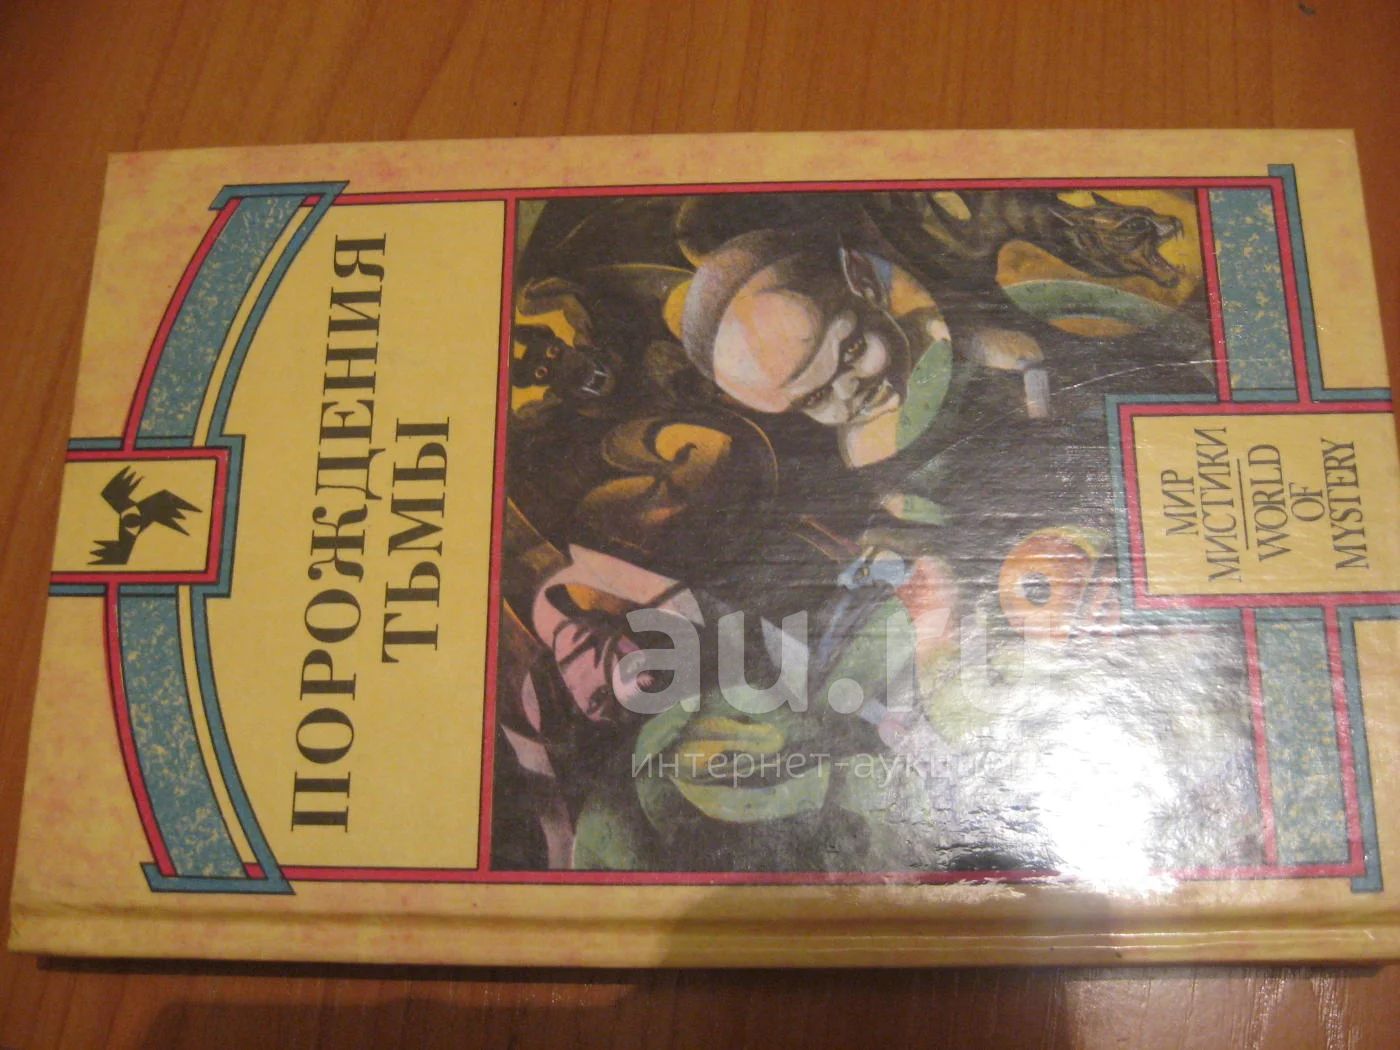 ПОРОЖДЕНИЯ
ТЬМЫ
МИР
МИСТИКИ
WORLD
OF
MYSTERY
au.ru
интернет-аукцион